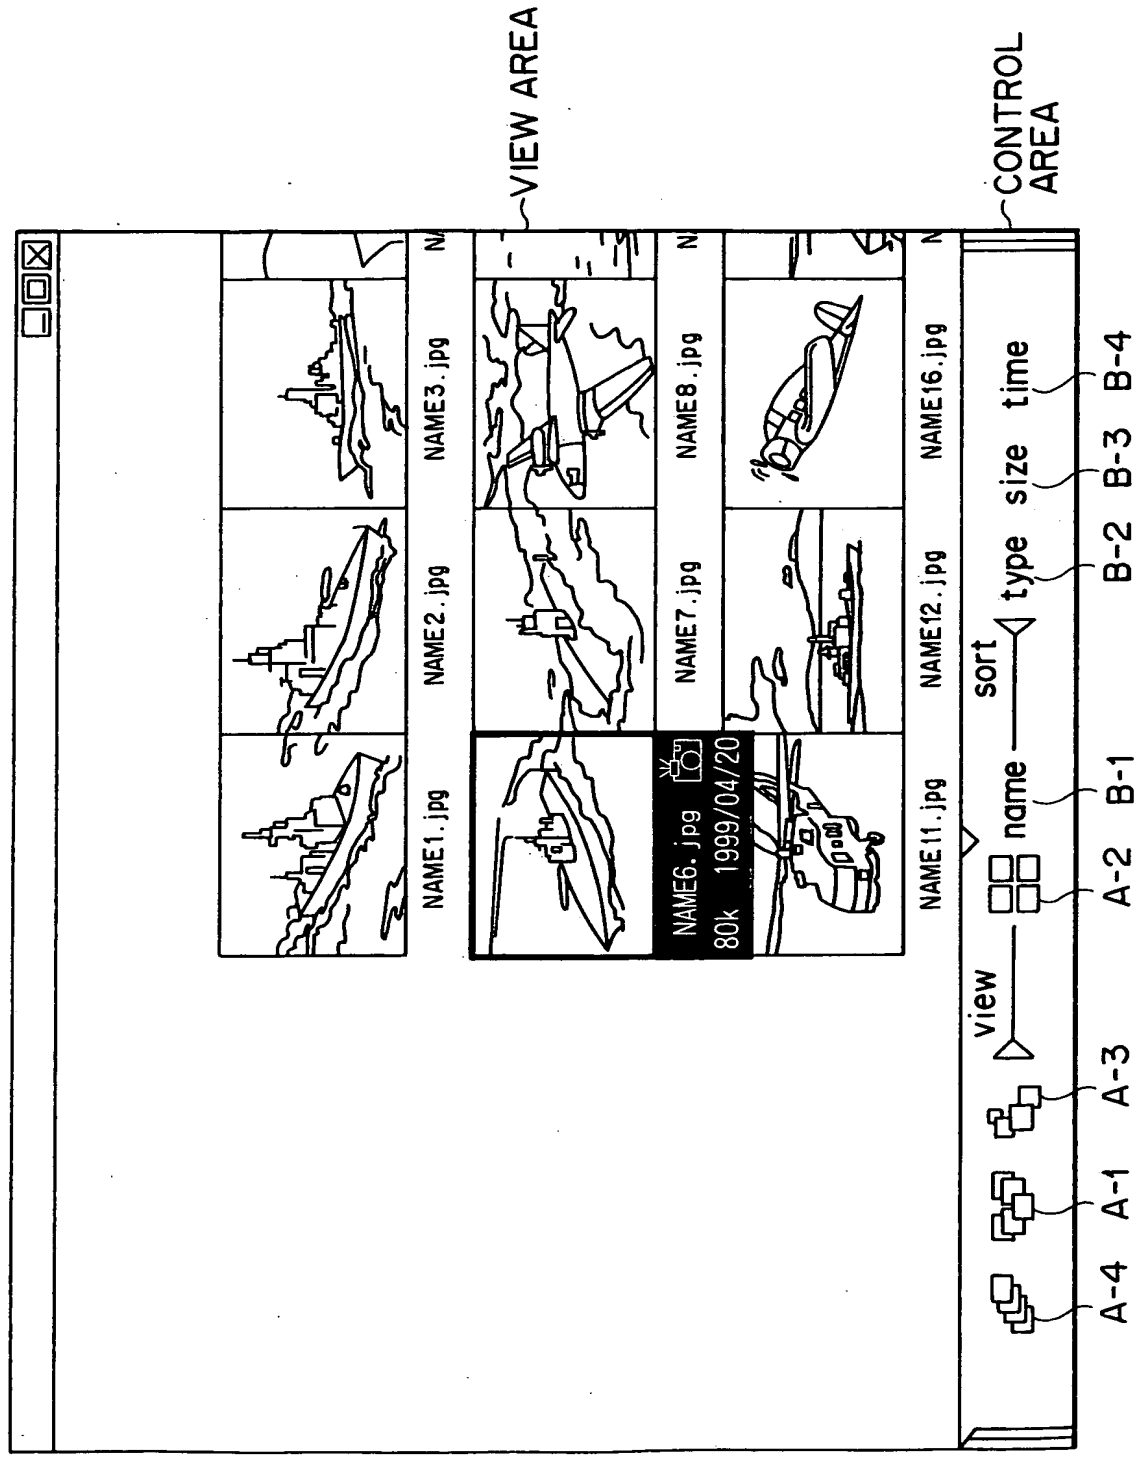 VIEW AREA
NAME1.jpg
NAME2.jpg
NAME3.jpg
NA
NAME6.jpg
80k 1999/04/20
NAME7.jpg
NAME8.jpg
NA
NAME11.jpg
NAME12.jpg
NAME16.jpg
N
CONTROL
AREA
view
sort
name
type
size
time
A-4
A-1
A-3
A-2
B-1
B-2
B-3
B-4